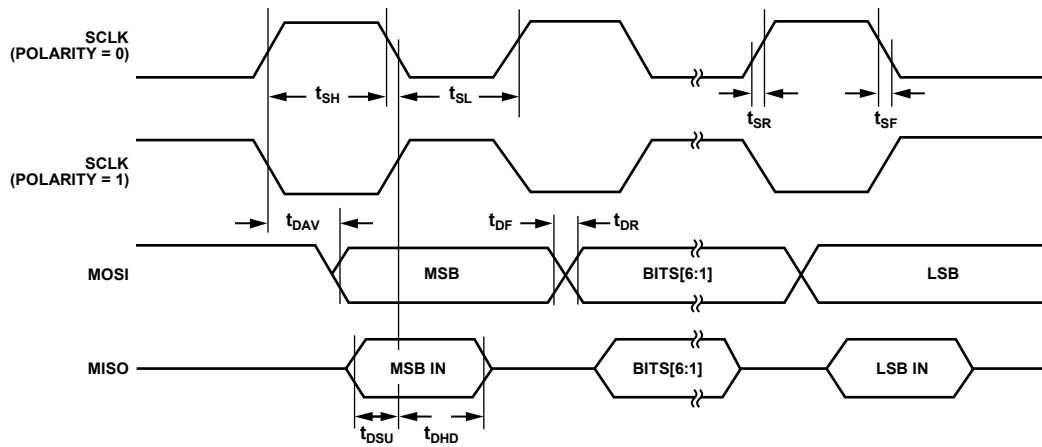 SCLK
(POLARITY = 0)
tSH
tSL
tSR
tSF
SCLK
(POLARITY = 1)
tDAV
tDF
tDR
MOSI
MSB
BITS[6:1]
LSB
MISO
MSB IN
BITS[6:1]
LSB IN
tDSU
tDHD